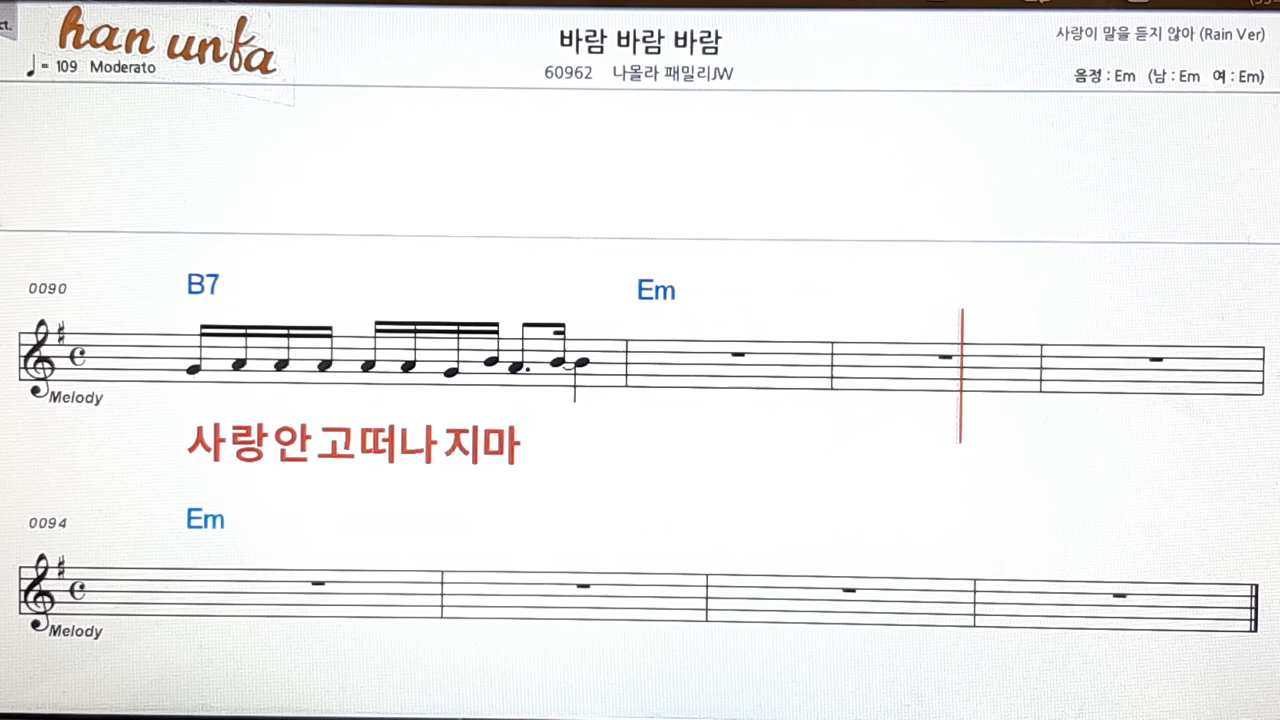 ct.
han unfa
♩= 109 Moderato
바람 바람 바람
60962 나몰라 패밀리JW
사랑이 말을 듣지 않아 (Rain Ver)
음정 : Em (남 : Em 여 : Em)
0090
B7
Em
Melody
사랑안고떠나지마
0094
Em
Melody